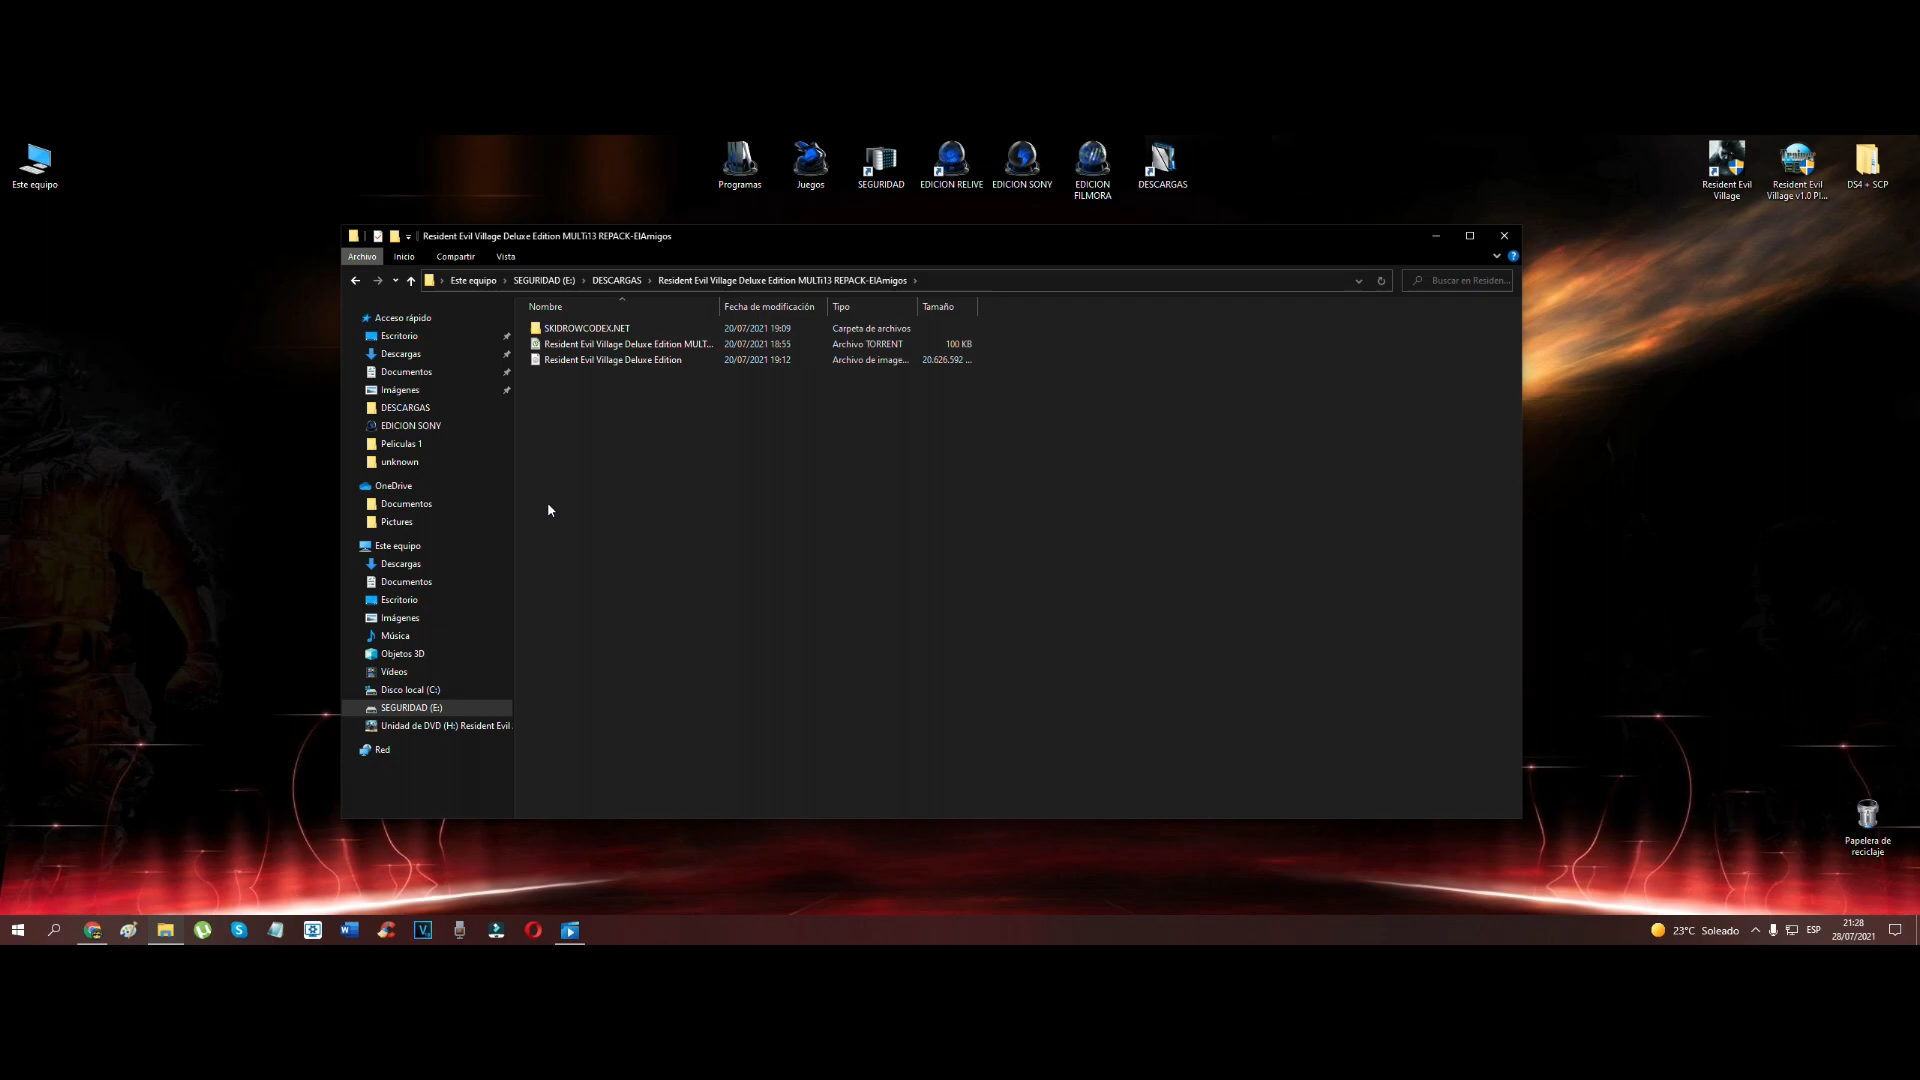 Este equipo
Programas
Juegos
SEGURIDAD
EDICION RELIVE
EDICION SONY
EDICION
FILMORA
DESCARGAS
Resident Evil
Village
Resident Evil
Village v1.0 Pl...
DS4 + SCP
Resident Evil Village Deluxe Edition MULTi13 REPACK-ElAmigos
Archivo Inicio Compartir Vista
Este equipo > SEGURIDAD (E:) > DESCARGAS > Resident Evil Village Deluxe Edition MULTi13 REPACK-ElAmigos >
Buscar en Residen...
Nombre Fecha de modificación Tipo Tamaño
SKIDROWCODEX.NET 20/07/2021 19:09 Carpeta de archivos
Resident Evil Village Deluxe Edition MULT... 20/07/2021 18:55 Archivo TORRENT 100 KB
Resident Evil Village Deluxe Edition 20/07/2021 19:12 Archivo de image... 20.626.592 ...
Acceso rápido
Escritorio
Descargas
Documentos
Imágenes
DESCARGAS
EDICION SONY
Peliculas 1
unknown
OneDrive
Documentos
Pictures
Este equipo
Descargas
Documentos
Escritorio
Imágenes
Música
Objetos 3D
Vídeos
Disco local (C:)
SEGURIDAD (E:)
Unidad de DVD (H:) Resident Evil
Red
Papelera de
reciclaje
23°C Soleado
ESP
21:28
28/07/2021